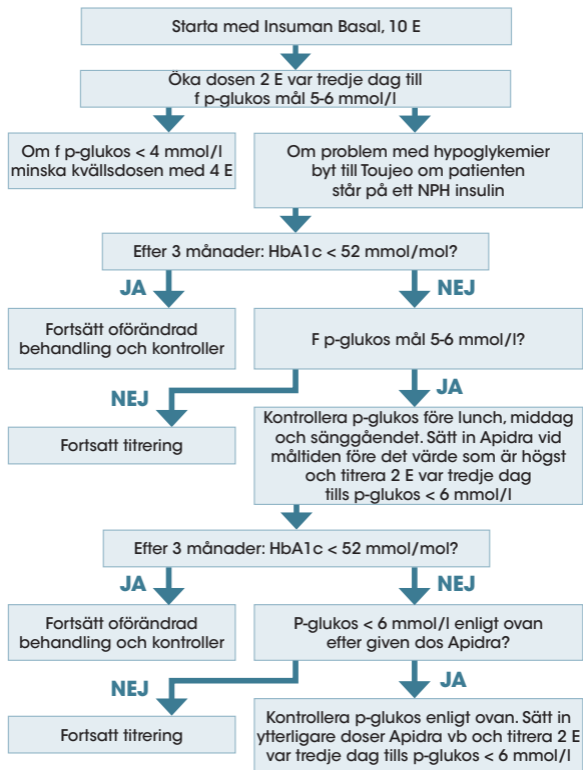 Starta med Insuman Basal, 10 E
Öka dosen 2 E var tredje dag till
f p-glukos mål 5-6 mmol/l
Om f p-glukos < 4 mmol/l
minska kvällsdosen med 4 E
Om problem med hypoglykemier
byt till Toujeo om patienten
står på ett NPH insulin
Efter 3 månader: HbA1c < 52 mmol/mol?
JA
NEJ
Fortsätt oförändrad
behandling och kontroller
F p-glukos mål 5-6 mmol/l?
NEJ
JA
Fortsatt titrering
Kontrollera p-glukos före lunch, middag
och sänggåendet. Sätt in Apidra vid
måltiden före det värde som är högst
och titrera 2 E var tredje dag
tills p-glukos < 6 mmol/l
Efter 3 månader: HbA1c < 52 mmol/mol?
JA
NEJ
Fortsätt oförändrad
behandling och kontroller
P-glukos < 6 mmol/l enligt ovan
efter given dos Apidra?
NEJ
JA
Fortsatt titrering
Kontrollera p-glukos enligt ovan. Sätt in
ytterligare doser Apidra vb och titrera 2 E
var tredje dag tills p-glukos < 6 mmol/l